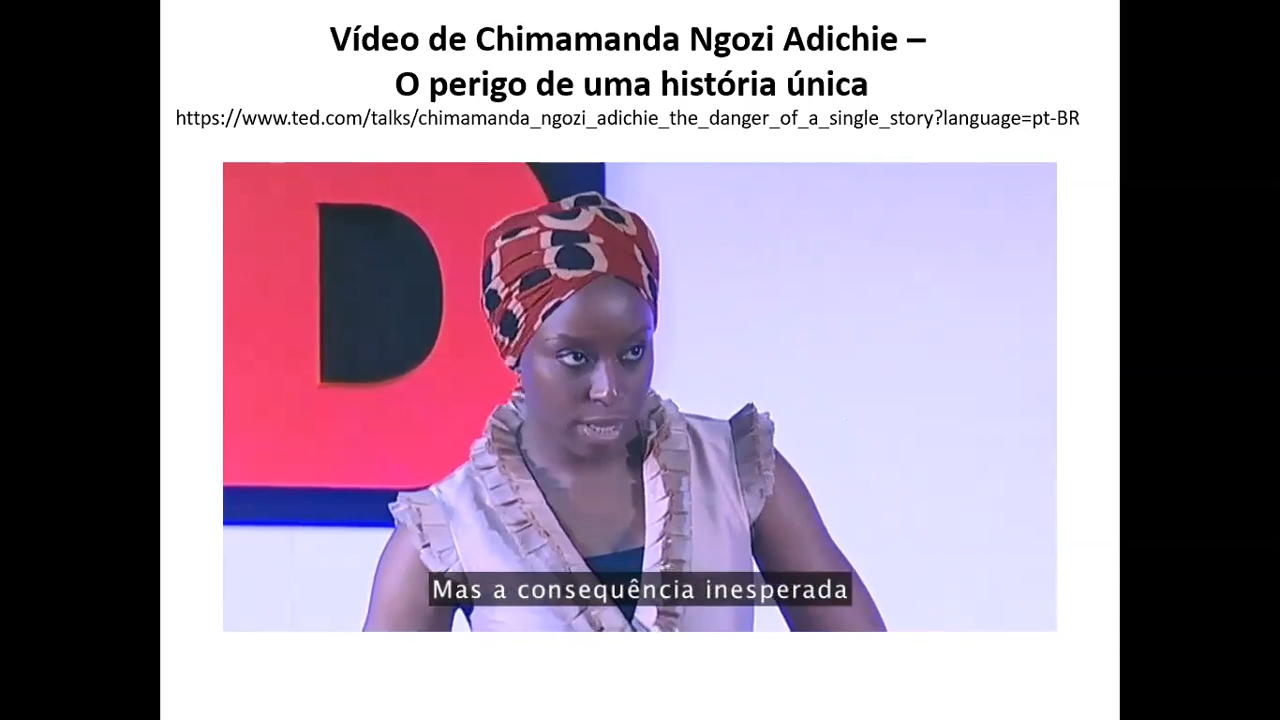 Vídeo de Chimamanda Ngozi Adichie –
O perigo de uma história única
https://www.ted.com/talks/chimamanda_ngozi_adichie_the_danger_of_a_single_story?language=pt-BR
D
Mas a consequência inesperada